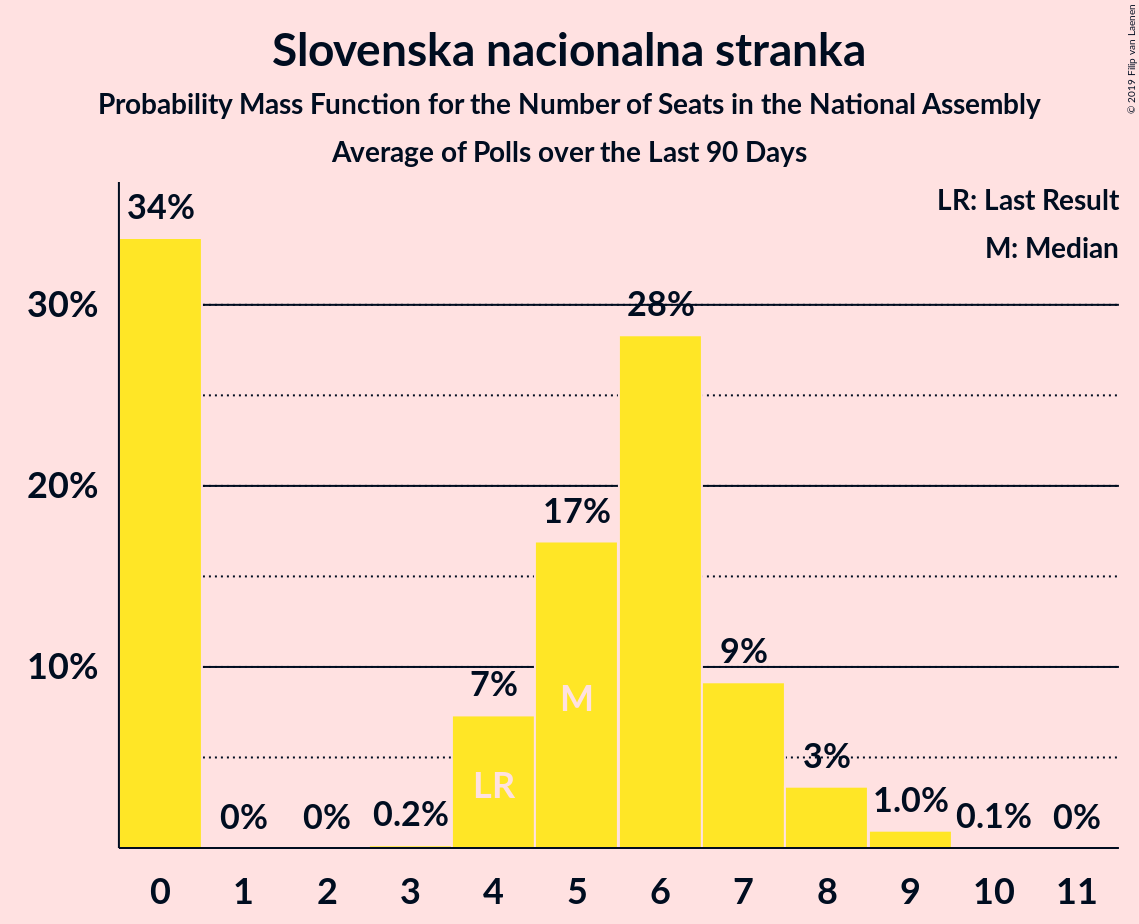 Slovenska nacionalna stranka
Probability Mass Function for the Number of Seats in the National Assembly
Average of Polls over the Last 90 Days
© 2019 Filip van Laenen
LR: Last Result
M: Median
34%
30%
28%
20%
17%
10%
9%
7%
M
3%
LR
1.0%
0%
0%
0.2%
0.1%
0%
0 1 2 3 4 5 6 7 8 9 10 11